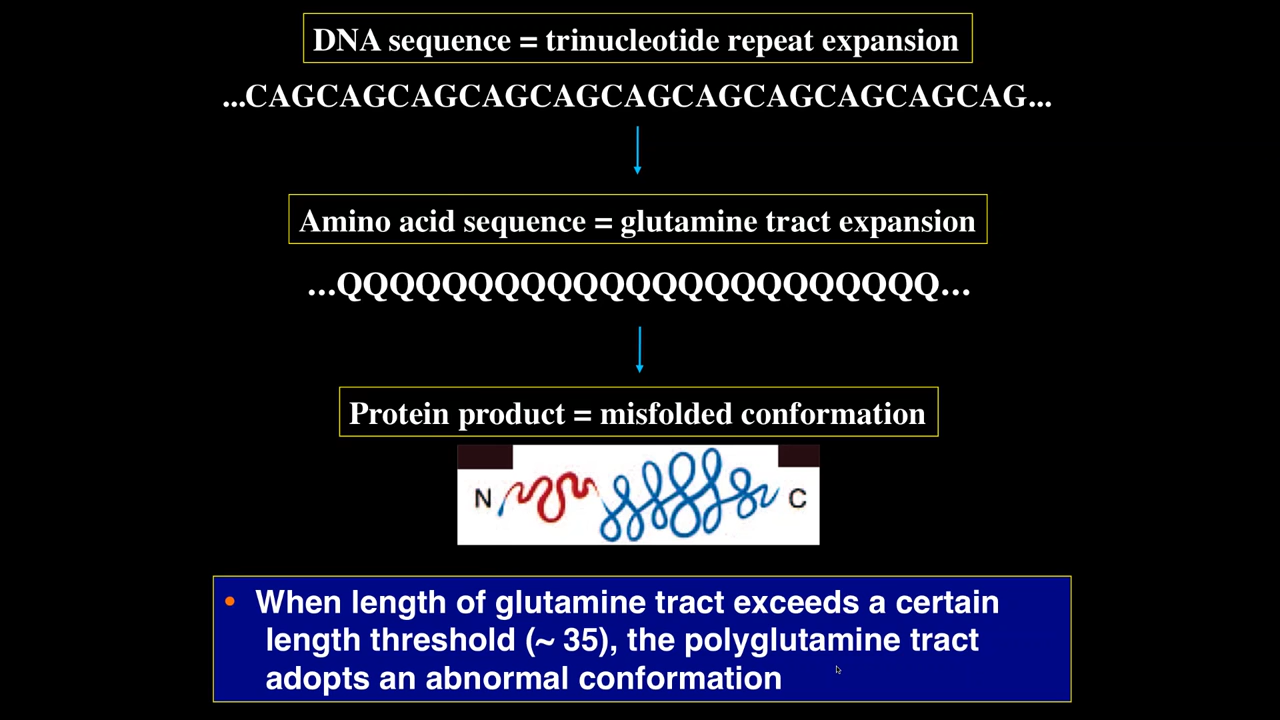 DNA sequence = trinucleotide repeat expansion
...CAGCAGCAGCAGCAGCAGCAGCAGCAGCAGCAG...
Amino acid sequence = glutamine tract expansion
…QQQQQQQQQQQQQQQQQQQQQQQ…
Protein product = misfolded conformation
N C
• When length of glutamine tract exceeds a certain
length threshold (~ 35), the polyglutamine tract
adopts an abnormal conformation